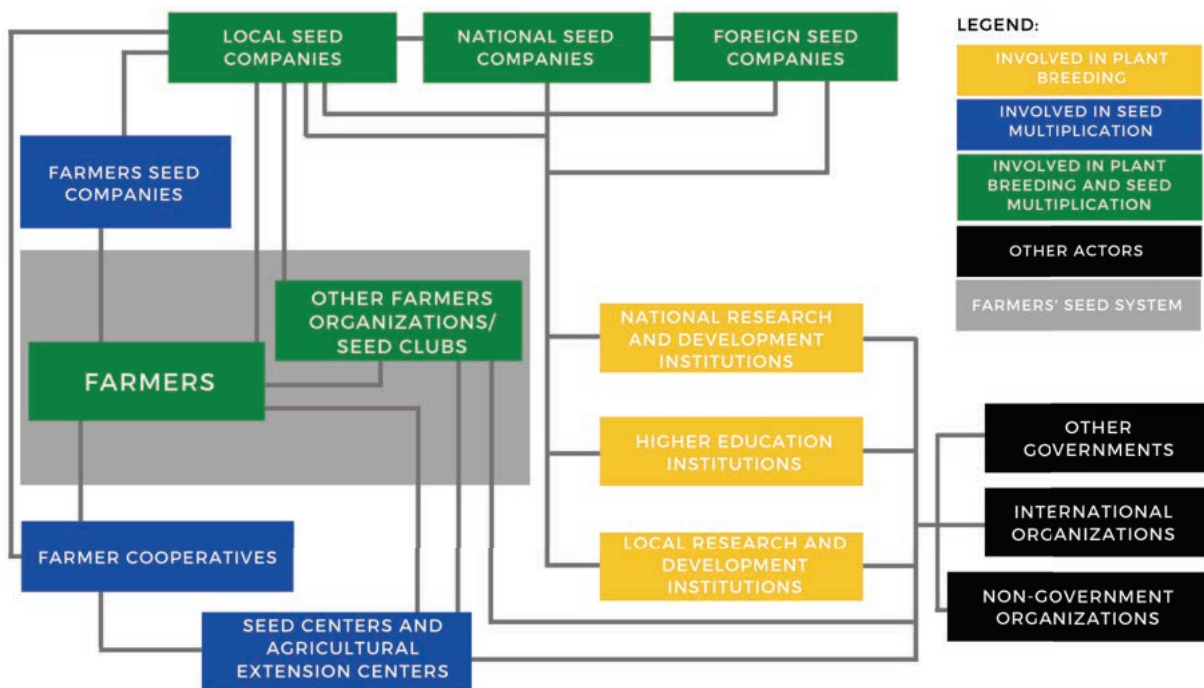 LOCAL SEED
COMPANIES
NATIONAL SEED
COMPANIES
FOREIGN SEED
COMPANIES
LEGEND:
INVOLVED IN PLANT
BREEDING
INVOLVED IN SEED
MULTIPLICATION
INVOLVED IN PLANT
BREEDING AND SEED
MULTIPLICATION
OTHER ACTORS
FARMERS' SEED SYSTEM
FARMERS SEED
COMPANIES
OTHER FARMERS
ORGANIZATIONS/
SEED CLUBS
FARMERS
NATIONAL RESEARCH
AND DEVELOPMENT
INSTITUTIONS
HIGHER EDUCATION
INSTITUTIONS
LOCAL RESEARCH AND
DEVELOPMENT
INSTITUTIONS
OTHER
GOVERNMENTS
INTERNATIONAL
ORGANIZATIONS
NON-GOVERNMENT
ORGANIZATIONS
FARMER COOPERATIVES
SEED CENTERS AND
AGRICULTURAL
EXTENSION CENTERS